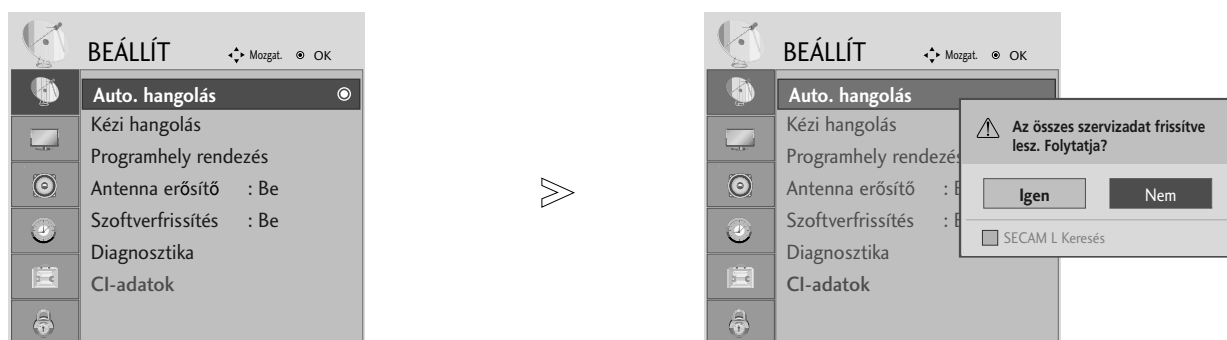 BEÁLLÍT
Mozgat. OK
Auto. hangolás
Kézi hangolás
Programhely rendezés
Antenna erősítő : Be
Szoftverfrissítés : Be
Diagnosztika
CI-adatok
BEÁLLÍT
Mozgat. OK
Auto. hangolás
Kézi hangolás
Programhely rendezés
Antenna erősítő :
Szoftverfrissítés :
Diagnosztika
CI-adatok
Az összes szervizadat frissítve
lesz. Folytatja?
Igen Nem
SECAM L Keresés